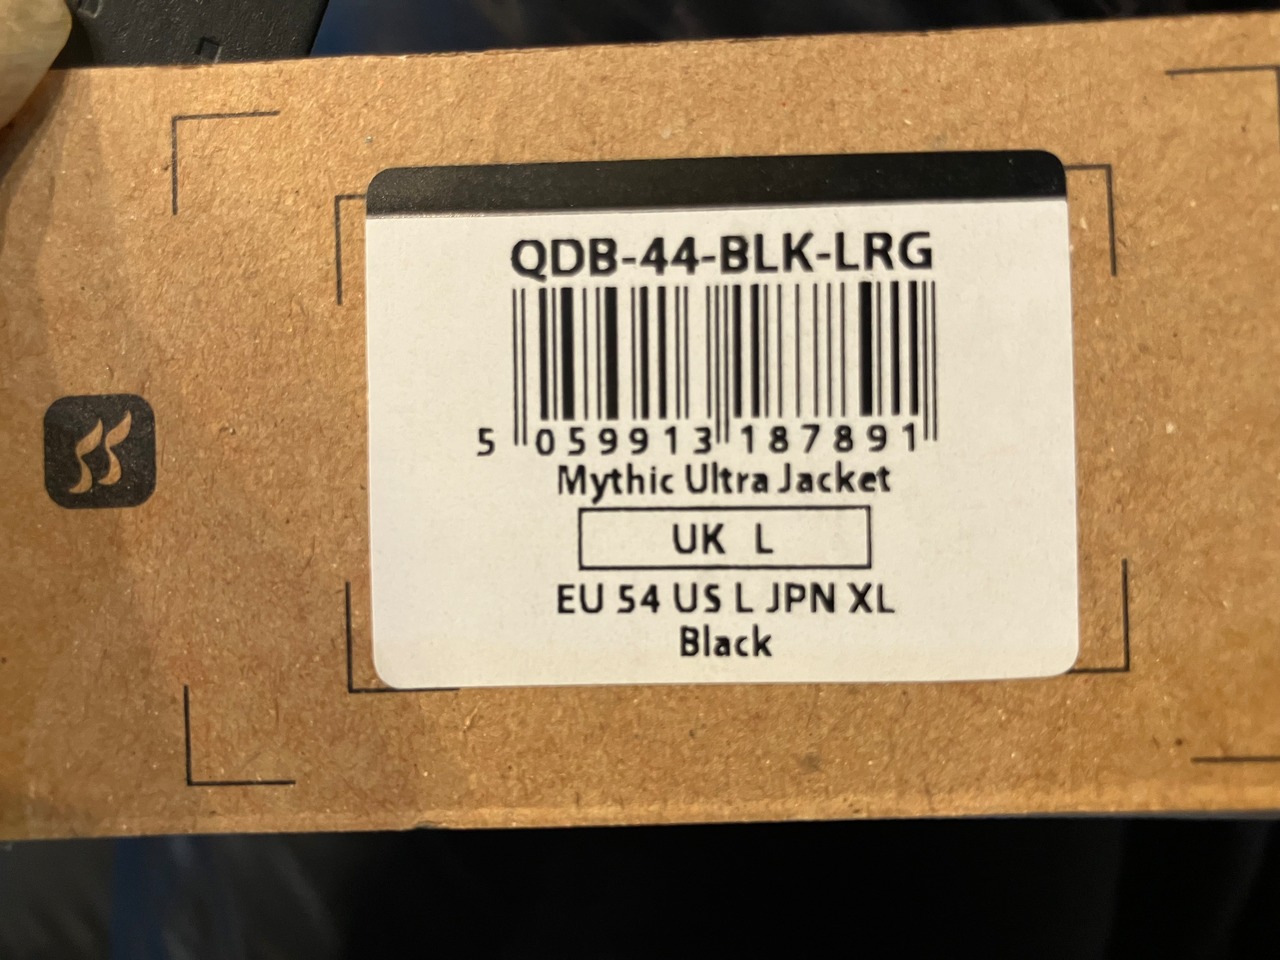 QDB-44-BLK-LRG
5 059913 187891
Mythic Ultra Jacket
UK L
EU 54 US L JPN XL
Black